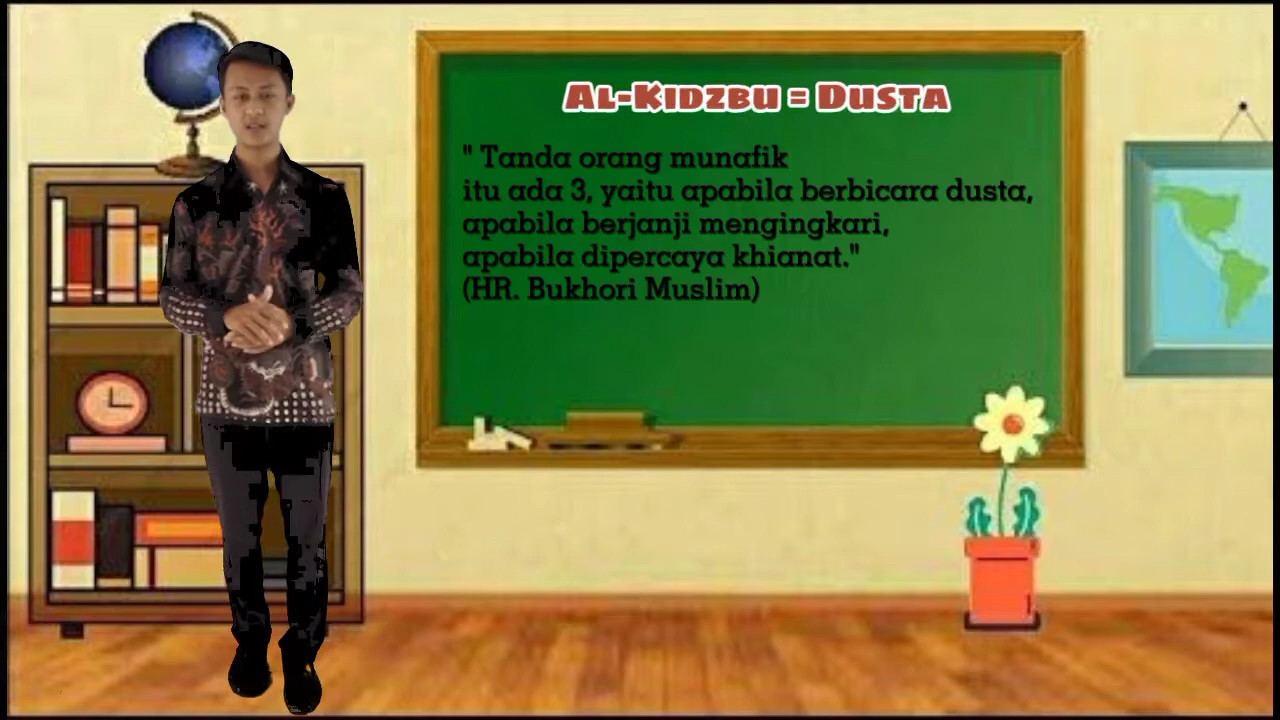 Al-Kidzbu = Dusta
" Tanda orang munafik
itu ada 3, yaitu apabila berbicara dusta,
apabila berjanji mengingkari,
apabila dipercaya khianat."
(HR. Bukhori Muslim)